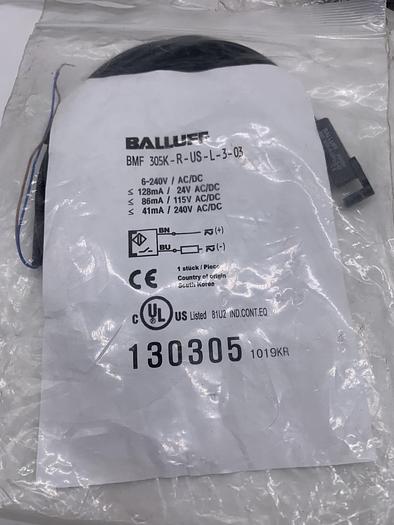 BALLUFF
BMF 305K-R-US-L-3-03
6-240V / AC/DC
≤ 128mA / 24V AC/DC
≤ 86mA / 115V AC/DC
≤ 41mA / 240V AC/DC
BN (+)
BU (-)
1 stück / Piece
Country of origin
South Korea
CE
c UL US Listed 81U2 IND.CONT.EQ
130305 1019KR